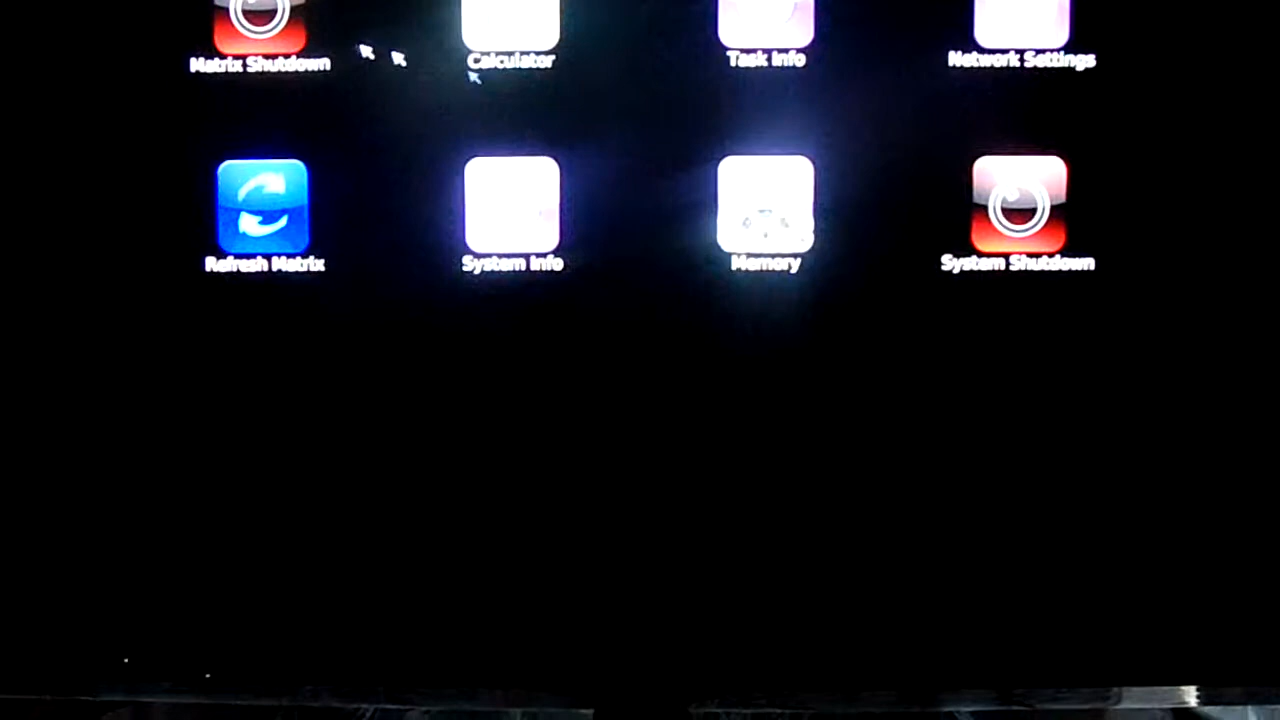 Matrix Shutdown
Calculator
Task Info
Network Settings
Refresh Matrix
System Info
Memory
System Shutdown